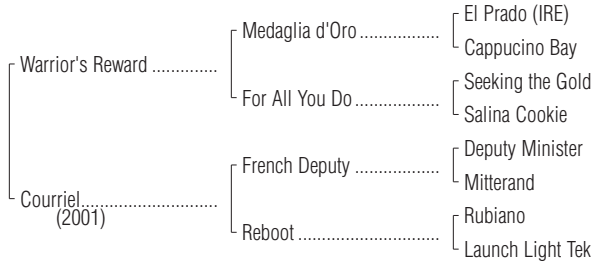 El Prado (IRE)
Medaglia d'Oro .................
Cappucino Bay
Warrior's Reward ..............
Seeking the Gold
For All You Do ..................
Salina Cookie
Deputy Minister
French Deputy ..................
Mitterand
Courriel.............................
(2001)
Rubiano
Reboot ..............................
Launch Light Tek